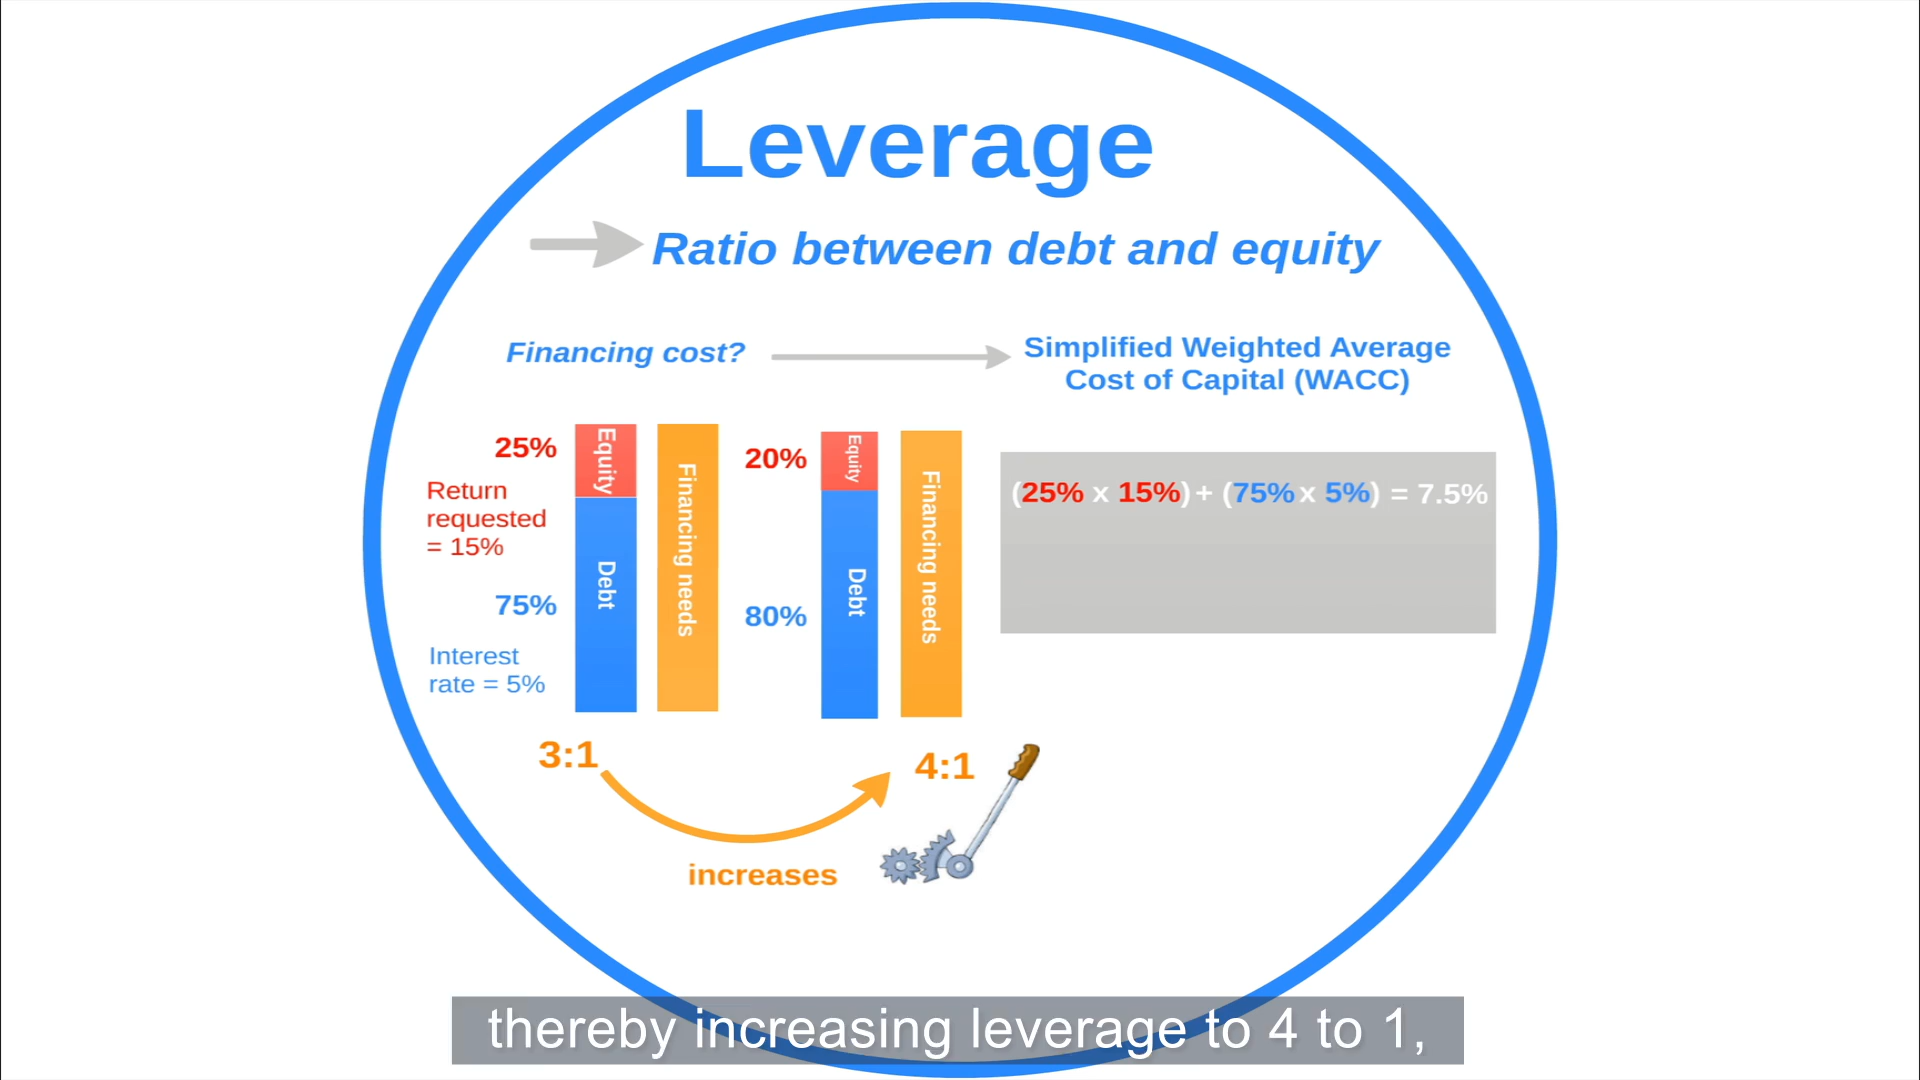 Leverage
Ratio between debt and equity
Financing cost?
Simplified Weighted Average
Cost of Capital (WACC)
25%
Return
requested
= 15%
75%
Interest
rate = 5%
Equity
Debt
Financing needs
20%
80%
Equity
Debt
Financing needs
(25% x 15%) + (75% x 5%) = 7.5%
3:1
4:1
increases
thereby increasing leverage to 4 to 1,